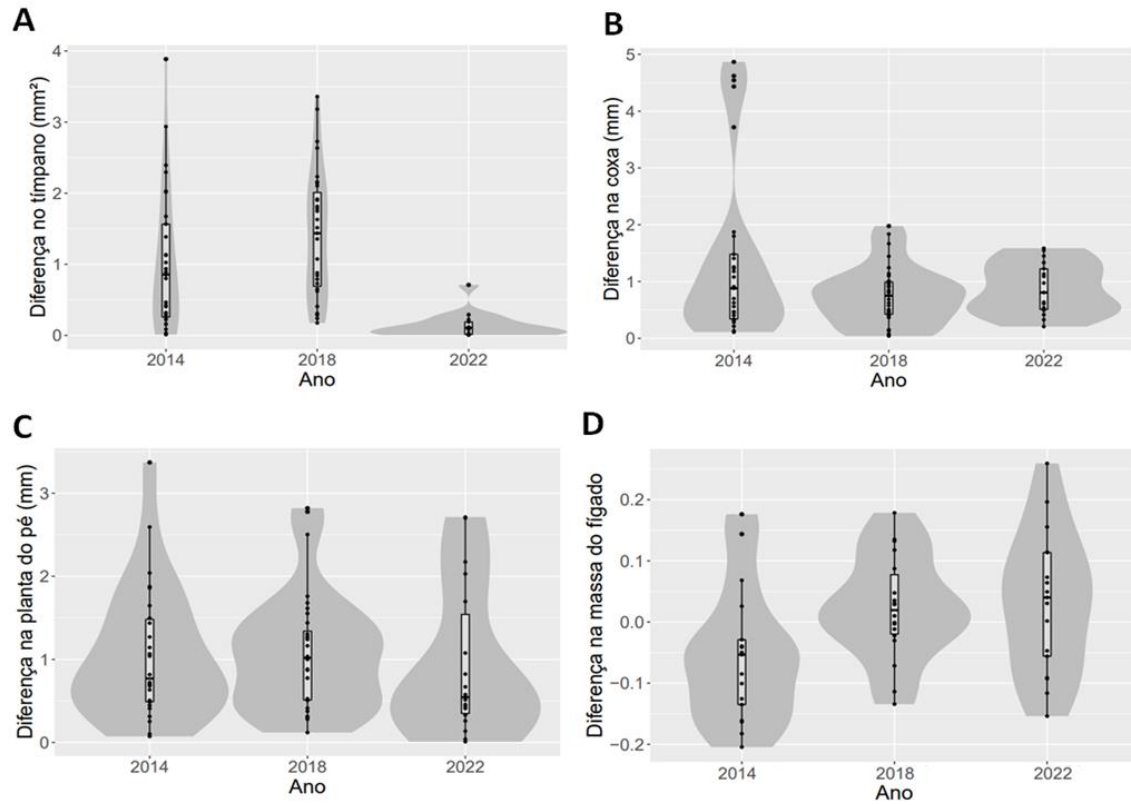 A
Diferença no tímpano (mm²)
4
3
2
1
0
2014
2018
2022
Ano
B
Diferença na coxa (mm)
5
4
3
2
1
0
2014
2018
2022
Ano
C
Diferença na planta do pé (mm)
3
2
1
0
2014
2018
2022
Ano
D
Diferença na massa do fígado
0.2
0.1
0.0
−0.1
−0.2
2014
2018
2022
Ano